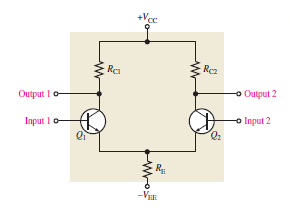 +VCC
RC1
RC2
Output 1
Output 2
Input 1
Input 2
Q1
Q2
RE
−VEE